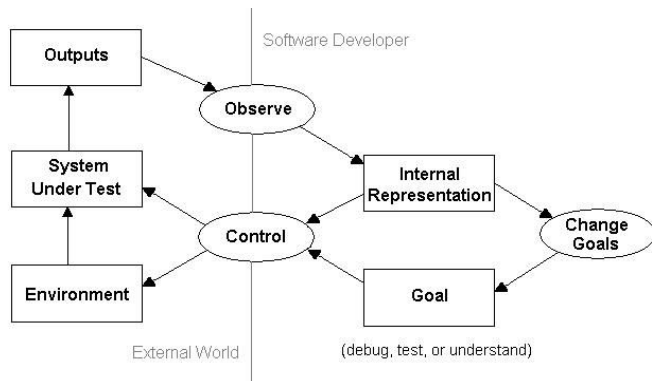 Software Developer
Outputs
Observe
System
Under Test
Internal
Representation
Control
Change
Goals
Environment
Goal
External World
(debug, test, or understand)